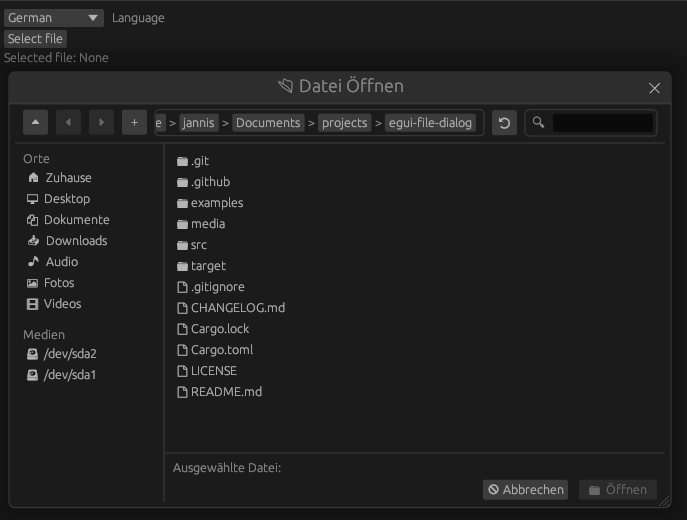 German Language
Select file
Selected file: None
Datei Öffnen
e > jannis > Documents > projects > egui-file-dialog
Orte
Zuhause
Desktop
Dokumente
Downloads
Audio
Fotos
Videos
Medien
/dev/sda2
/dev/sda1
.git
.github
examples
media
src
target
.gitignore
CHANGELOG.md
Cargo.lock
Cargo.toml
LICENSE
README.md
Ausgewählte Datei:
Abbrechen Öffnen